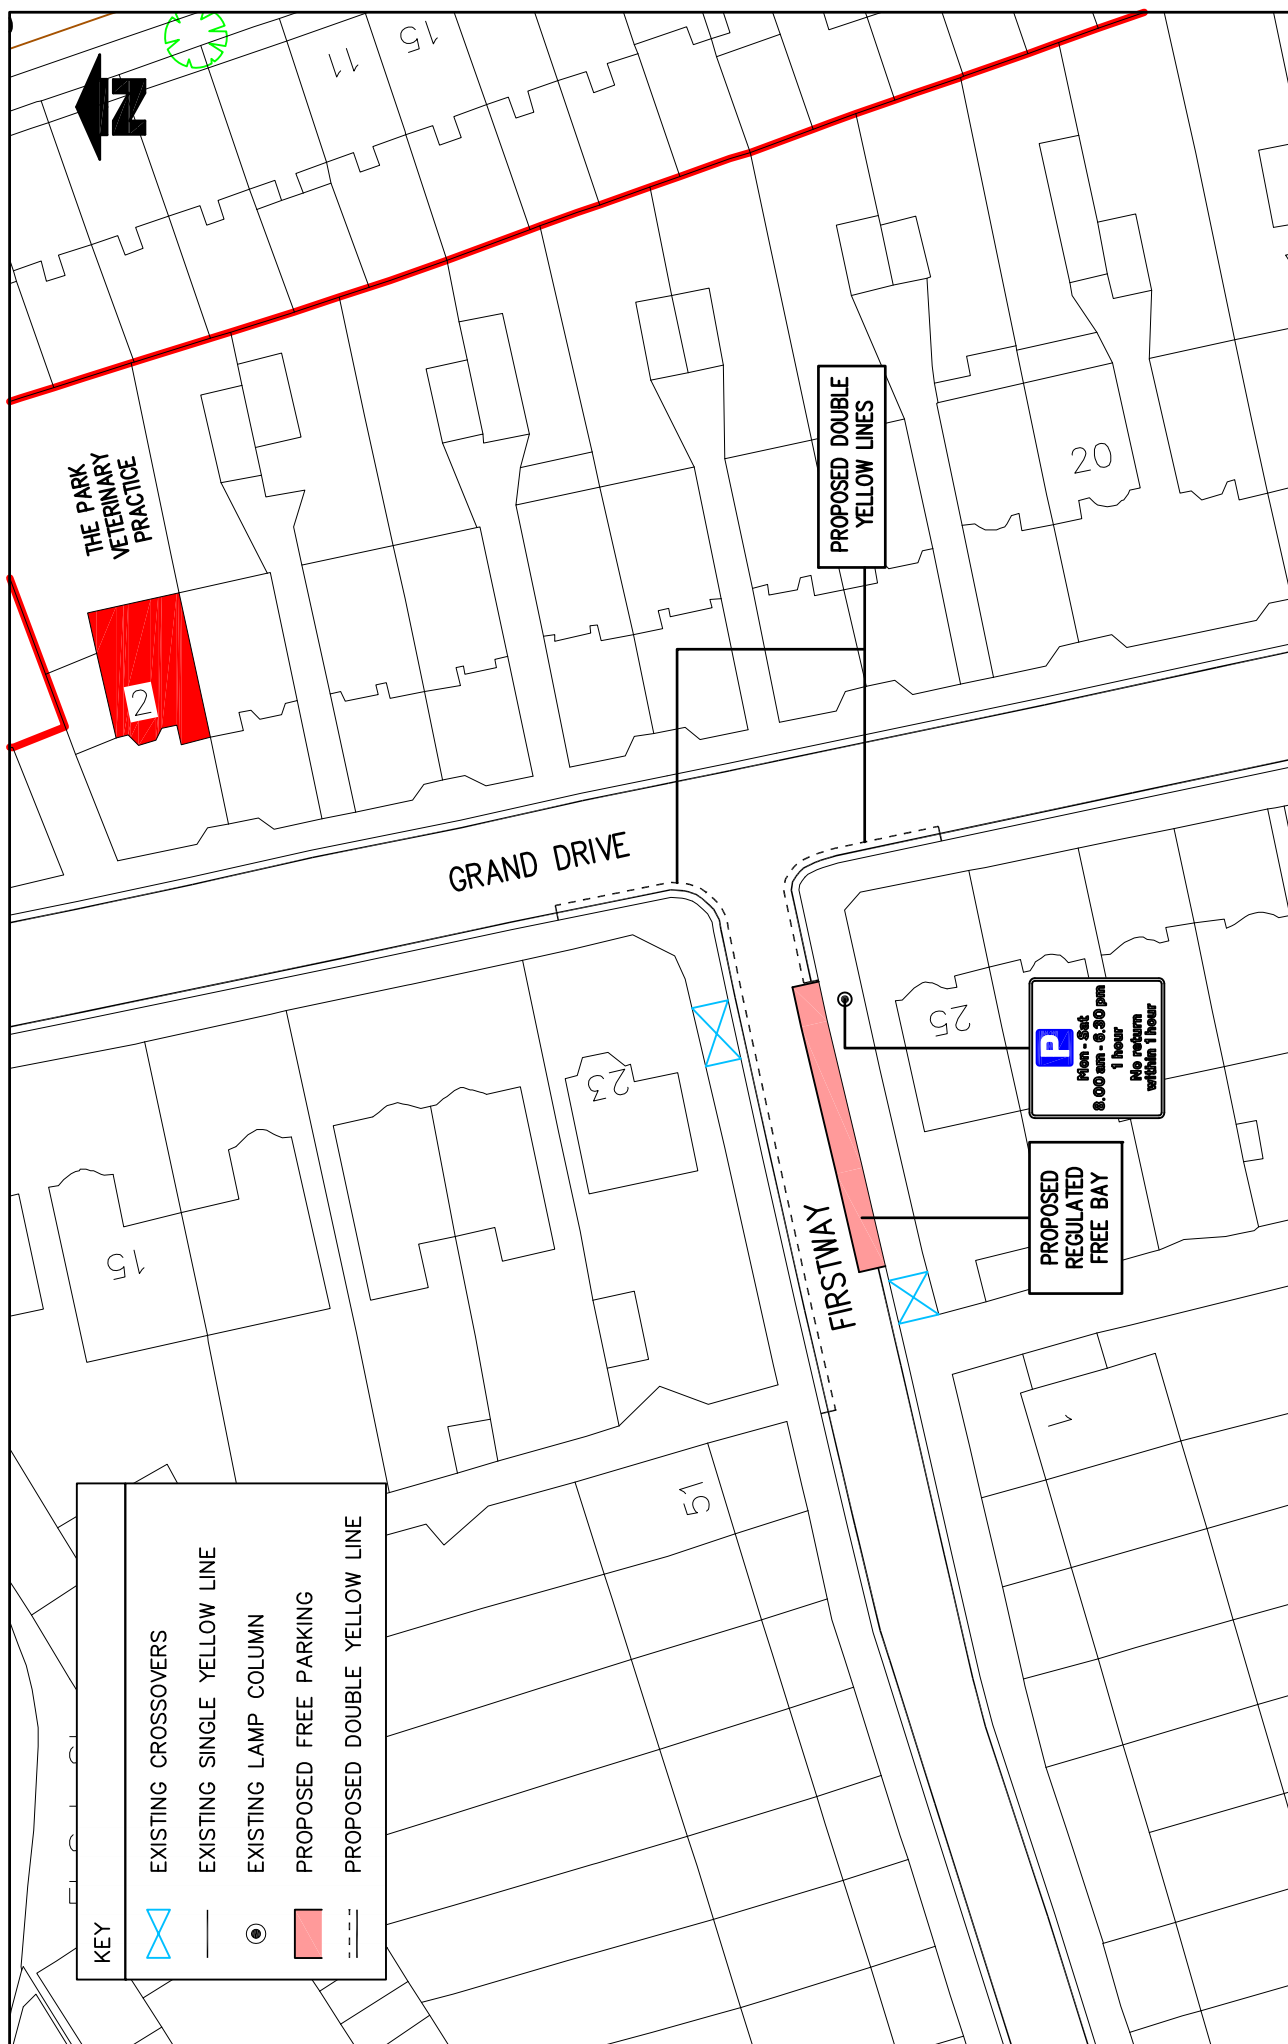 N
11
15
THE PARK
VETERINARY
PRACTICE
2
PROPOSED DOUBLE
YELLOW LINES
20
GRAND DRIVE
25
P
Mon - Sat
8.00 am - 6.30 pm
1 hour
No return
within 1 hour
23
15
FIRSTWAY
PROPOSED
REGULATED
FREE BAY
1
51
KEY
EXISTING CROSSOVERS
EXISTING SINGLE YELLOW LINE
EXISTING LAMP COLUMN
PROPOSED FREE PARKING
PROPOSED DOUBLE YELLOW LINE